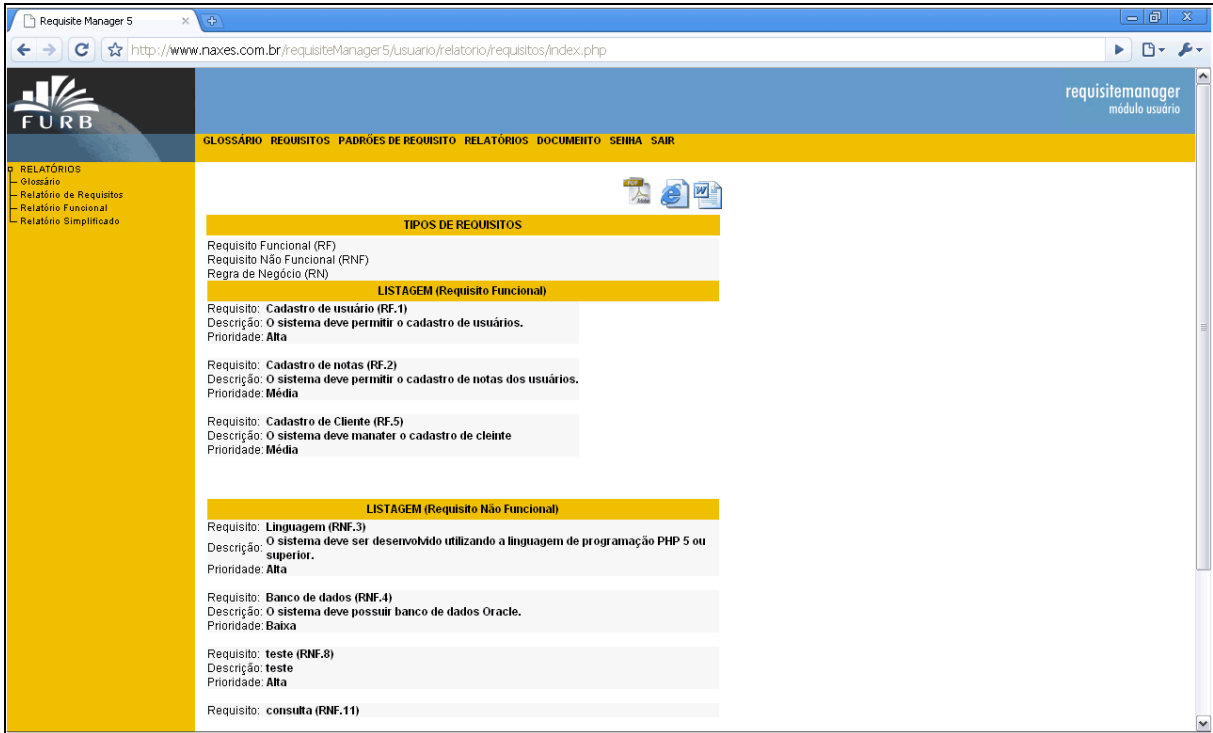 Requisite Manager 5
http://www.naxes.com.br/requisiteManager5/usuario/relatorio/requisitos/index.php
FURB
requisitemanager
módulo usuário
GLOSSÁRIO REQUISITOS PADRÕES DE REQUISITO RELATÓRIOS DOCUMENTO SENHA SAIR
RELATÓRIOS
Glossário
Relatório de Requisitos
Relatório Funcional
Relatório Simplificado
PDF
TIPOS DE REQUISITOS
Requisito Funcional (RF)
Requisito Não Funcional (RNF)
Regra de Negócio (RN)
LISTAGEM (Requisito Funcional)
Requisito: Cadastro de usuário (RF.1)
Descrição: O sistema deve permitir o cadastro de usuários.
Prioridade: Alta
Requisito: Cadastro de notas (RF.2)
Descrição: O sistema deve permitir o cadastro de notas dos usuários.
Prioridade: Média
Requisito: Cadastro de Cliente (RF.5)
Descrição: O sistema deve manater o cadastro de cleinte
Prioridade: Média
LISTAGEM (Requisito Não Funcional)
Requisito: Linguagem (RNF.3)
Descrição: O sistema deve ser desenvolvido utilizando a linguagem de programação PHP 5 ou
superior.
Prioridade: Alta
Requisito: Banco de dados (RNF.4)
Descrição: O sistema deve possuir banco de dados Oracle.
Prioridade: Baixa
Requisito: teste (RNF.8)
Descrição: teste
Prioridade: Alta
Requisito: consulta (RNF.11)